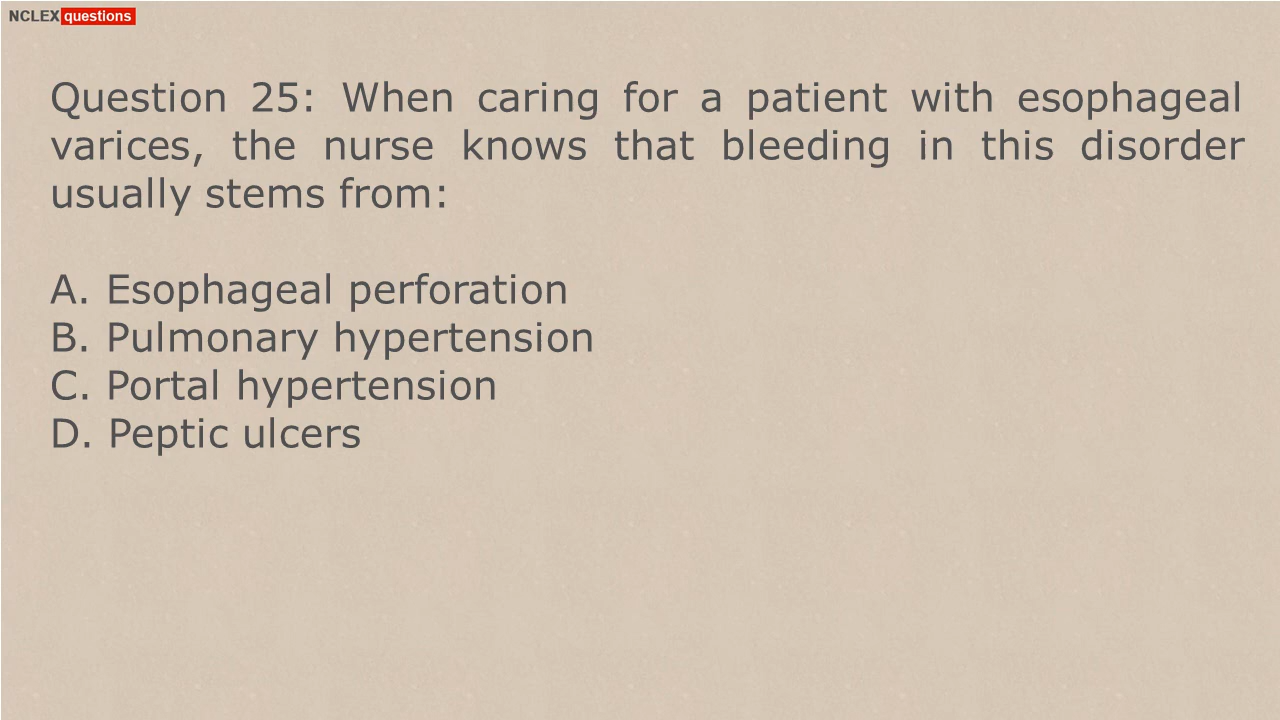 NCLEX questions
Question 25: When caring for a patient with esophageal
varices, the nurse knows that bleeding in this disorder
usually stems from:
A. Esophageal perforation
B. Pulmonary hypertension
C. Portal hypertension
D. Peptic ulcers